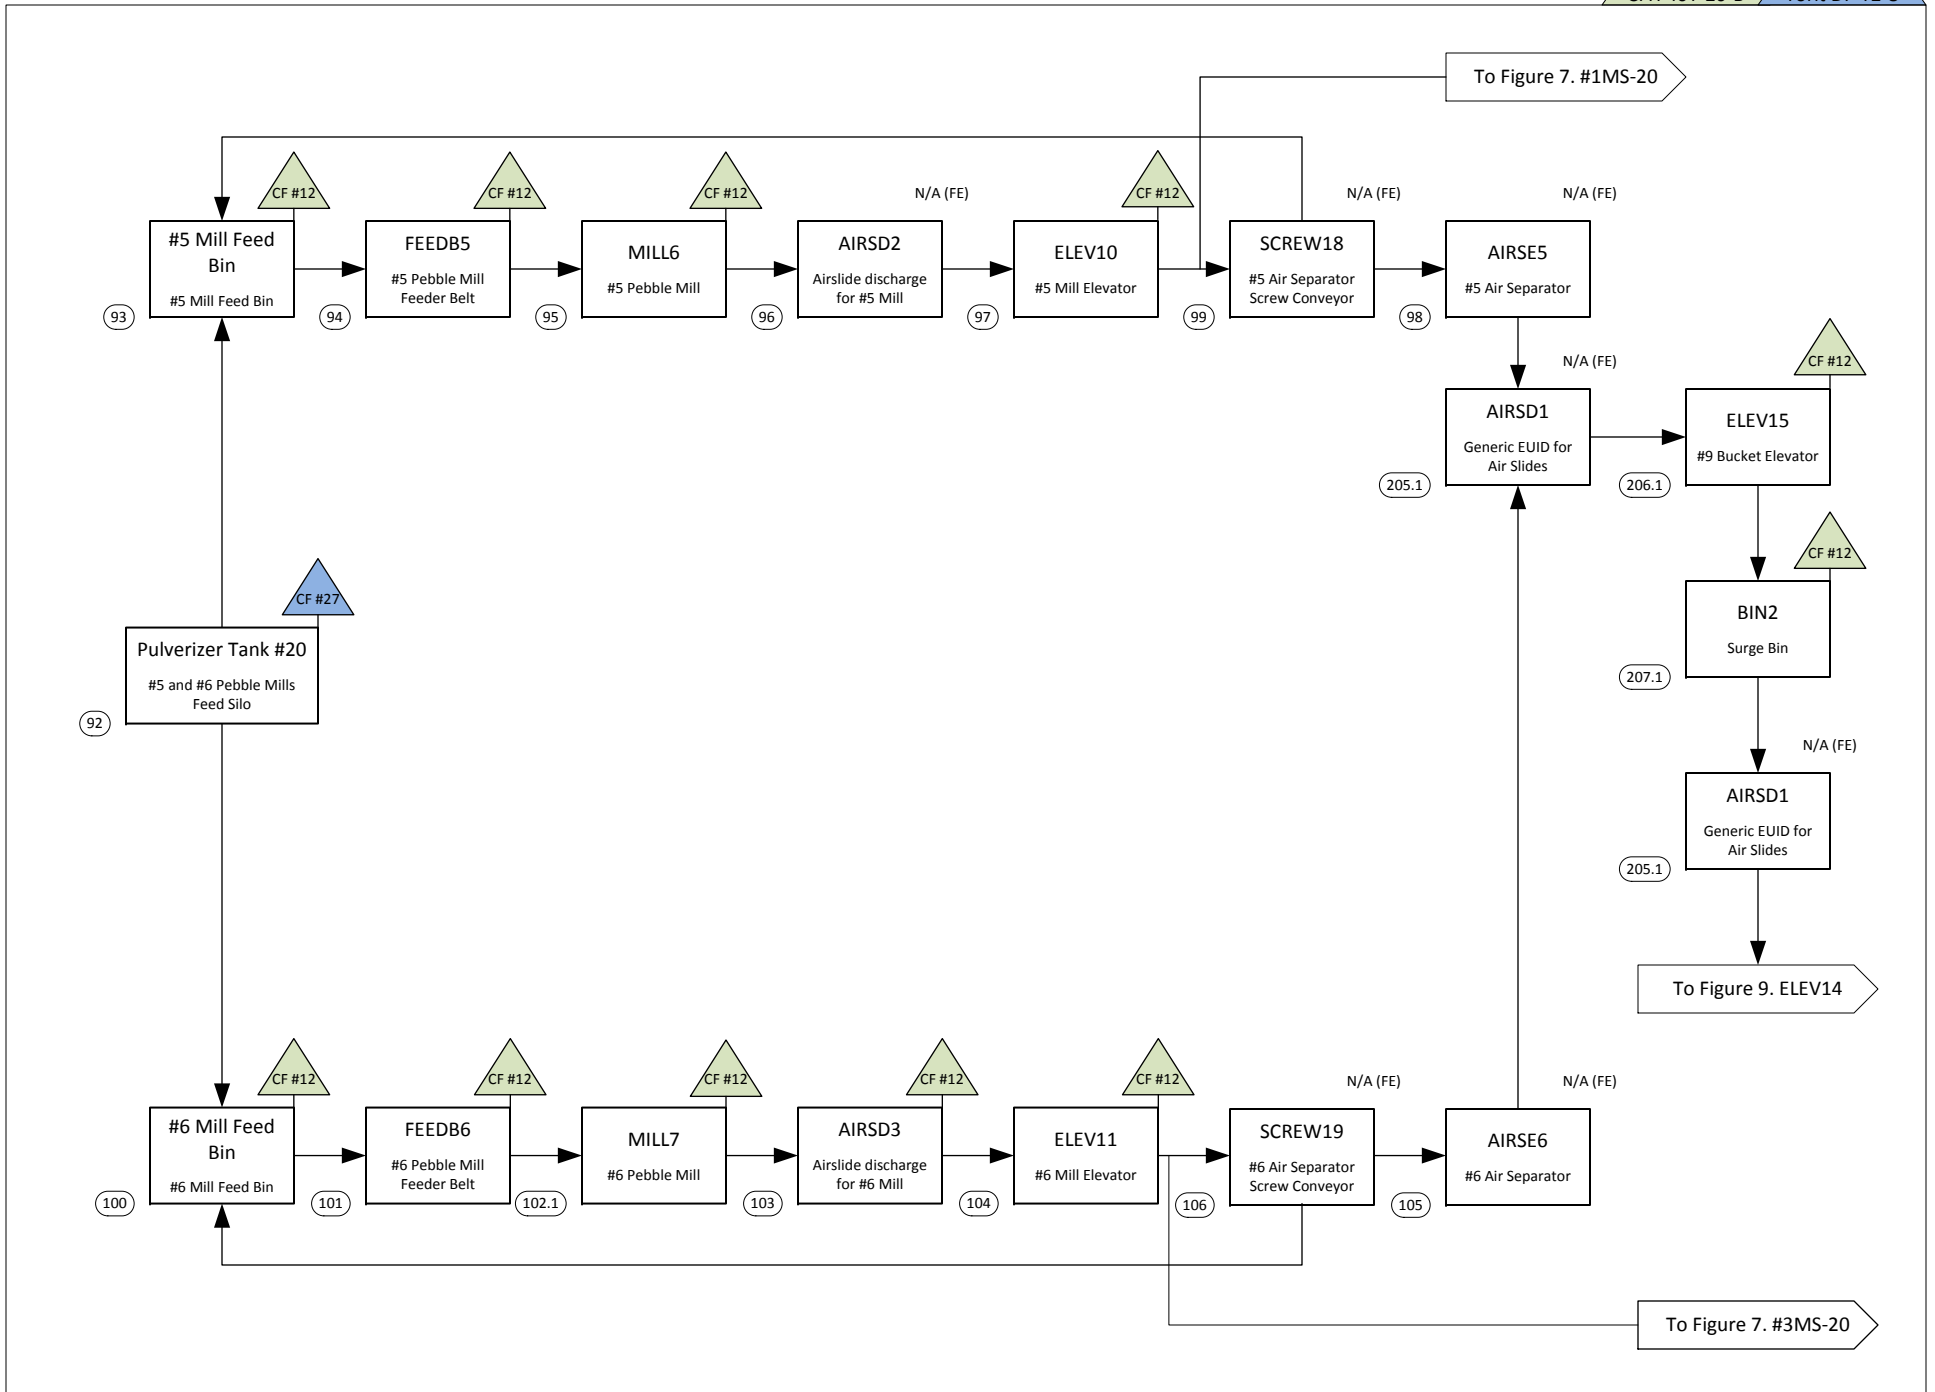 To Figure 7. #1MS-20
CF #12
CF #12
CF #12
N/A (FE)
CF #12
N/A (FE)
N/A (FE)
#5 Mill Feed
Bin
#5 Mill Feed Bin
93
FEEDB5
#5 Pebble Mill
Feeder Belt
94
MILL6
#5 Pebble Mill
95
AIRSD2
Airslide discharge
for #5 Mill
96
ELEV10
#5 Mill Elevator
97
SCREW18
#5 Air Separator
Screw Conveyor
99
AIRSE5
#5 Air Separator
98
N/A (FE)
AIRSD1
Generic EUID for
Air Slides
205.1
CF #12
ELEV15
#9 Bucket Elevator
206.1
CF #12
BIN2
Surge Bin
207.1
CF #27
Pulverizer Tank #20
#5 and #6 Pebble Mills
Feed Silo
92
N/A (FE)
AIRSD1
Generic EUID for
Air Slides
205.1
To Figure 9. ELEV14
CF #12
CF #12
CF #12
CF #12
CF #12
N/A (FE)
N/A (FE)
#6 Mill Feed
Bin
#6 Mill Feed Bin
100
FEEDB6
#6 Pebble Mill
Feeder Belt
101
MILL7
#6 Pebble Mill
102.1
AIRSD3
Airslide discharge
for #6 Mill
103
ELEV11
#6 Mill Elevator
104
SCREW19
#6 Air Separator
Screw Conveyor
106
AIRSE6
#6 Air Separator
105
To Figure 7. #3MS-20